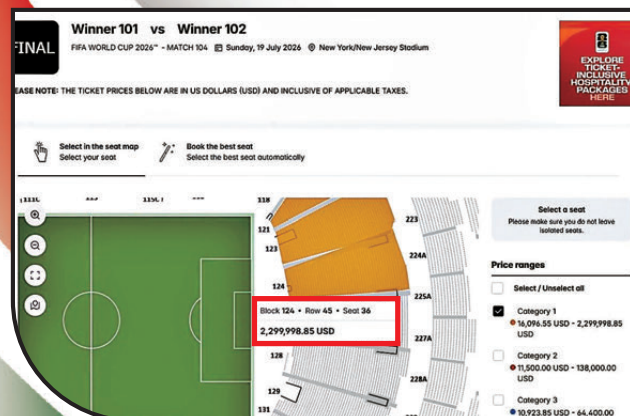 FINAL
Winner 101 vs Winner 102
FIFA WORLD CUP 2026™ - MATCH 104 Sunday, 19 July 2026 New York/New Jersey Stadium
EXPLORE
TICKET-
INCLUSIVE
HOSPITALITY
PACKAGES
HERE
EASE NOTE: THE TICKET PRICES BELOW ARE IN US DOLLARS (USD) AND INCLUSIVE OF APPLICABLE TAXES.
Select in the seat map
Select your seat
Book the best seat
Select the best seat automatically
118
121
123
124
223
224A
225A
227A
228A
Block 124 • Row 45 • Seat 36
2,299,998.85 USD
128
129
131
Select a seat
Please make sure you do not leave
isolated seats.
Price ranges
Select / Unselect all
Category 1
16,096.55 USD - 2,299,998.85
USD
Category 2
11,500.00 USD - 138,000.00
USD
Category 3
10,923.85 USD - 64,400.00